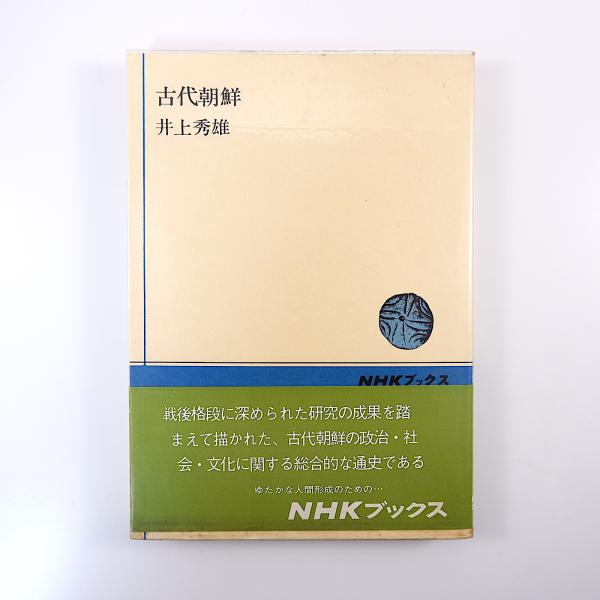 古代朝鮮
井上秀雄
NHKブックス
戦後格段に深められた研究の成果を踏
まえて描かれた、古代朝鮮の政治・社
会・文化に関する総合的な通史である
ゆたかな人間形成のための…
NHKブックス